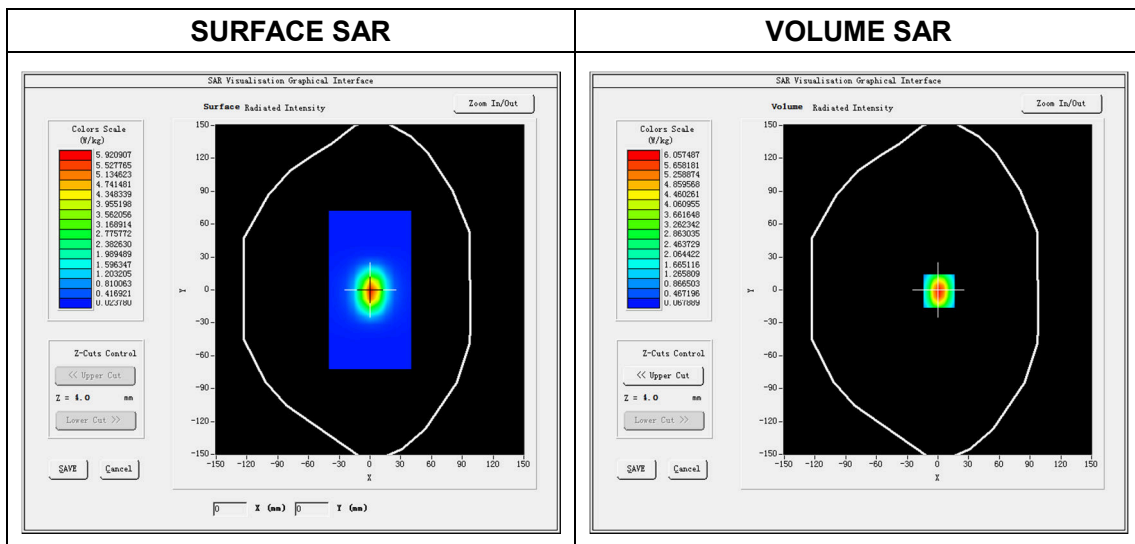 SURFACE SAR
VOLUME SAR
SAR Visualisation Graphical Interface
Surface Radiated Intensity
Zoom In/Out
Colors Scale
(W/kg)
5.920907
5.527765
5.134623
4.741481
4.348339
3.955198
3.562056
3.168914
2.775772
2.382630
1.989489
1.596347
1.203205
0.810063
0.416921
0.023780
150
120
90
60
30
0
-30
-60
-90
-120
-150
Y
-150 -120 -90 -60 -30 0 30 60 90 120 150
X
Z-Cuts Control
<< Upper Cut
Z = 4.0 mm
Lower Cut >>
SAVE Cancel
0 X (mm) 0 Y (mm)
SAR Visualisation Graphical Interface
Volume Radiated Intensity
Zoom In/Out
Colors Scale
(W/kg)
6.057487
5.658181
5.258874
4.859568
4.460261
4.060955
3.661648
3.262342
2.863035
2.463729
2.064422
1.665116
1.265809
0.866503
0.467196
0.067889
150
120
90
60
30
0
-30
-60
-90
-120
-150
Y
-150 -120 -90 -60 -30 0 30 60 90 120 150
X
Z-Cuts Control
<< Upper Cut
Z = 4.0 mm
Lower Cut >>
SAVE Cancel